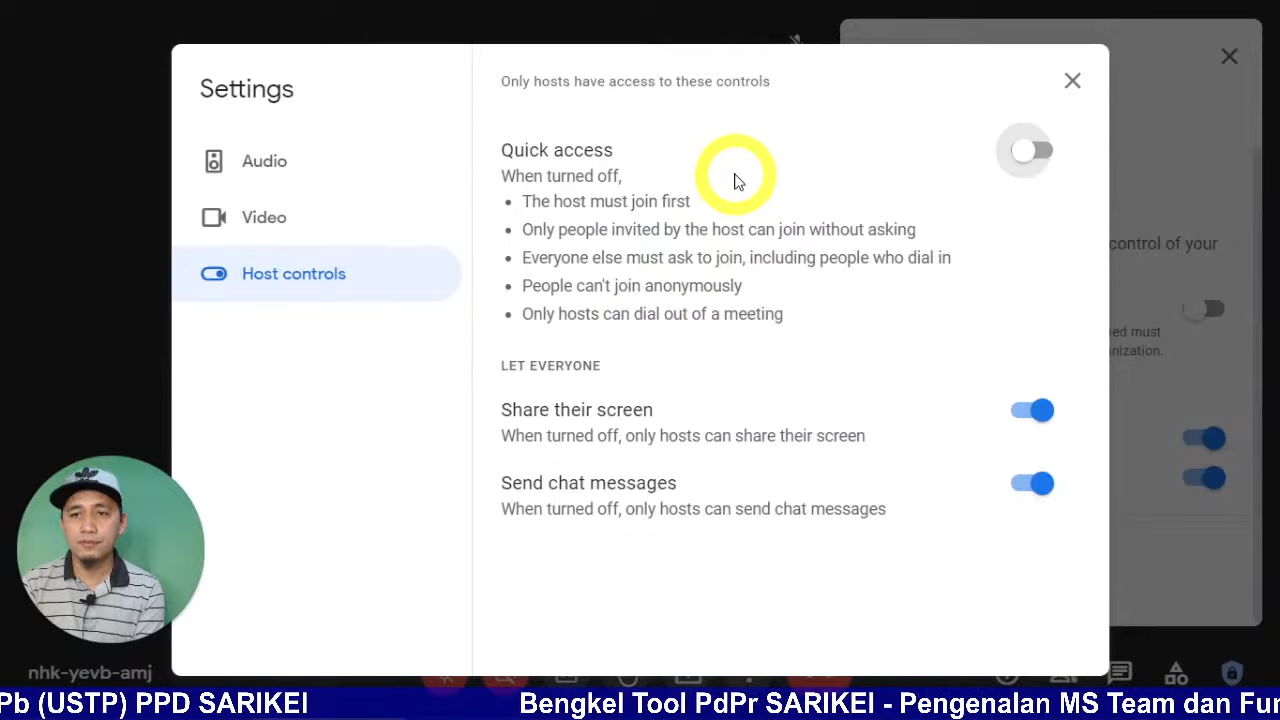 Settings
Audio
Video
Host controls
Only hosts have access to these controls
Quick access
When turned off,
The host must join first
Only people invited by the host can join without asking
Everyone else must ask to join, including people who dial in
People can't join anonymously
Only hosts can dial out of a meeting
LET EVERYONE
Share their screen
When turned off, only hosts can share their screen
Send chat messages
When turned off, only hosts can send chat messages
control of your
must
nhk-yevb-amj
Pb (USTP) PPD SARIKEI
Bengkel Tool PdPr SARIKEI - Pengenalan MS Team dan